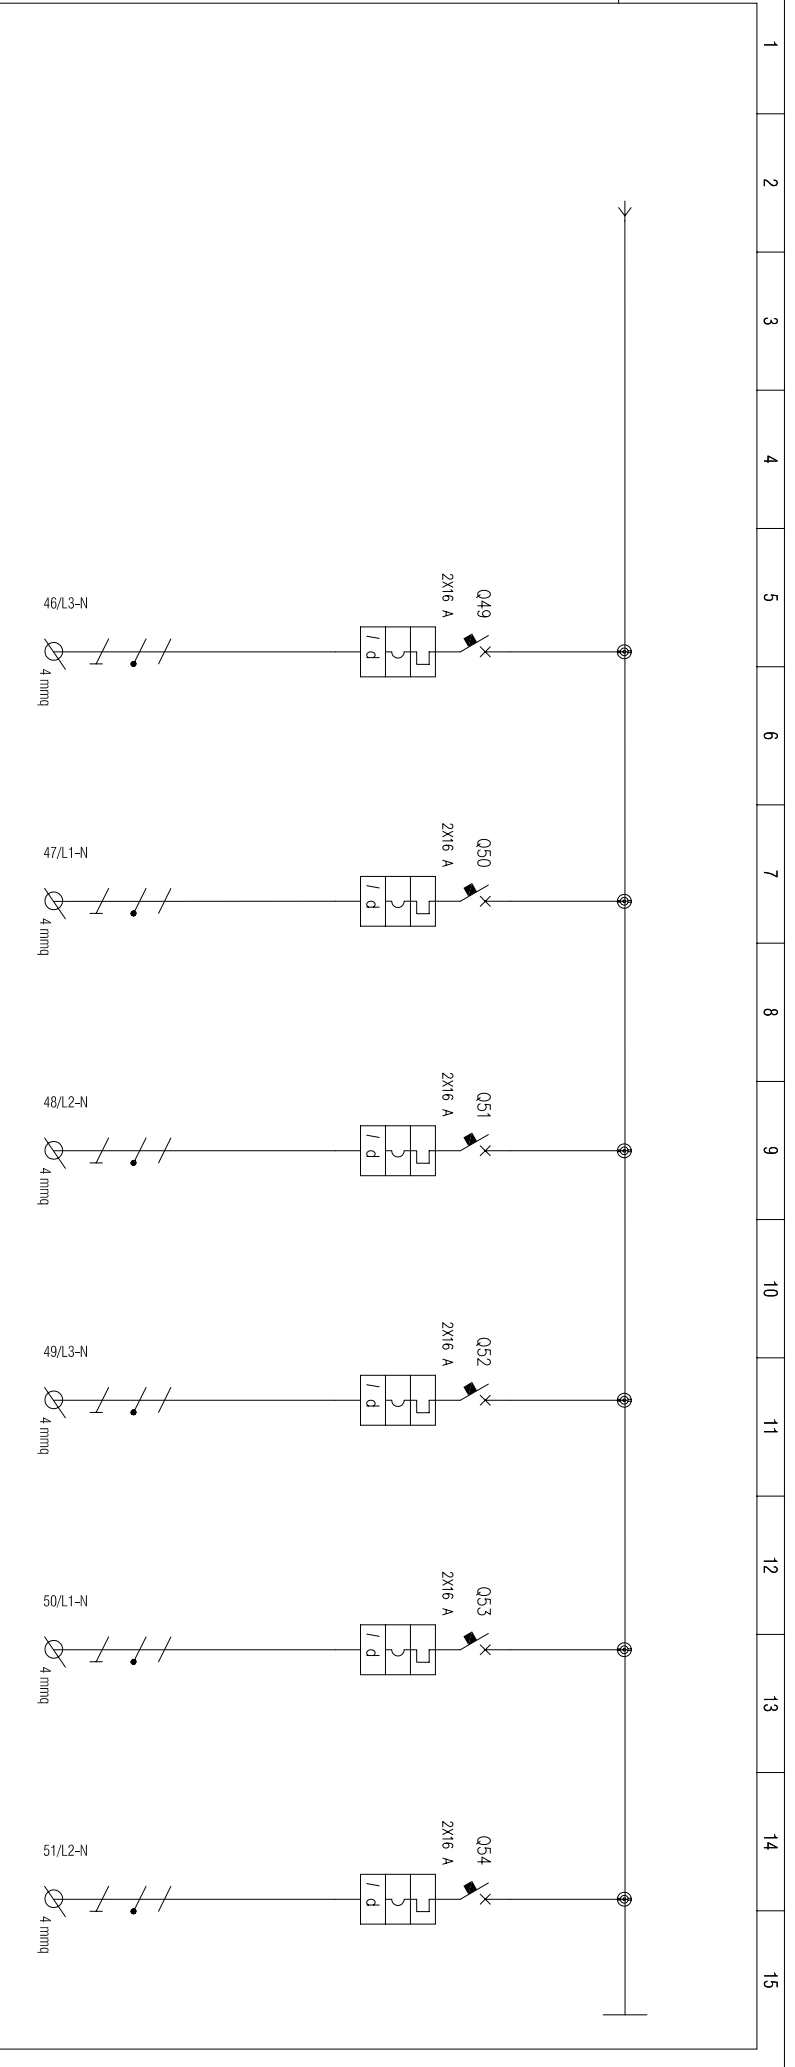 1
2
3
4
5
6
7
8
9
10
11
12
13
14
15
Q49
2X16 A
I d
46/L3-N
4 mmq
Q50
2X16 A
I d
47/L1-N
4 mmq
Q51
2X16 A
I d
48/L2-N
4 mmq
Q52
2X16 A
I d
49/L3-N
4 mmq
Q53
2X16 A
I d
50/L1-N
4 mmq
Q54
2X16 A
I d
51/L2-N
4 mmq